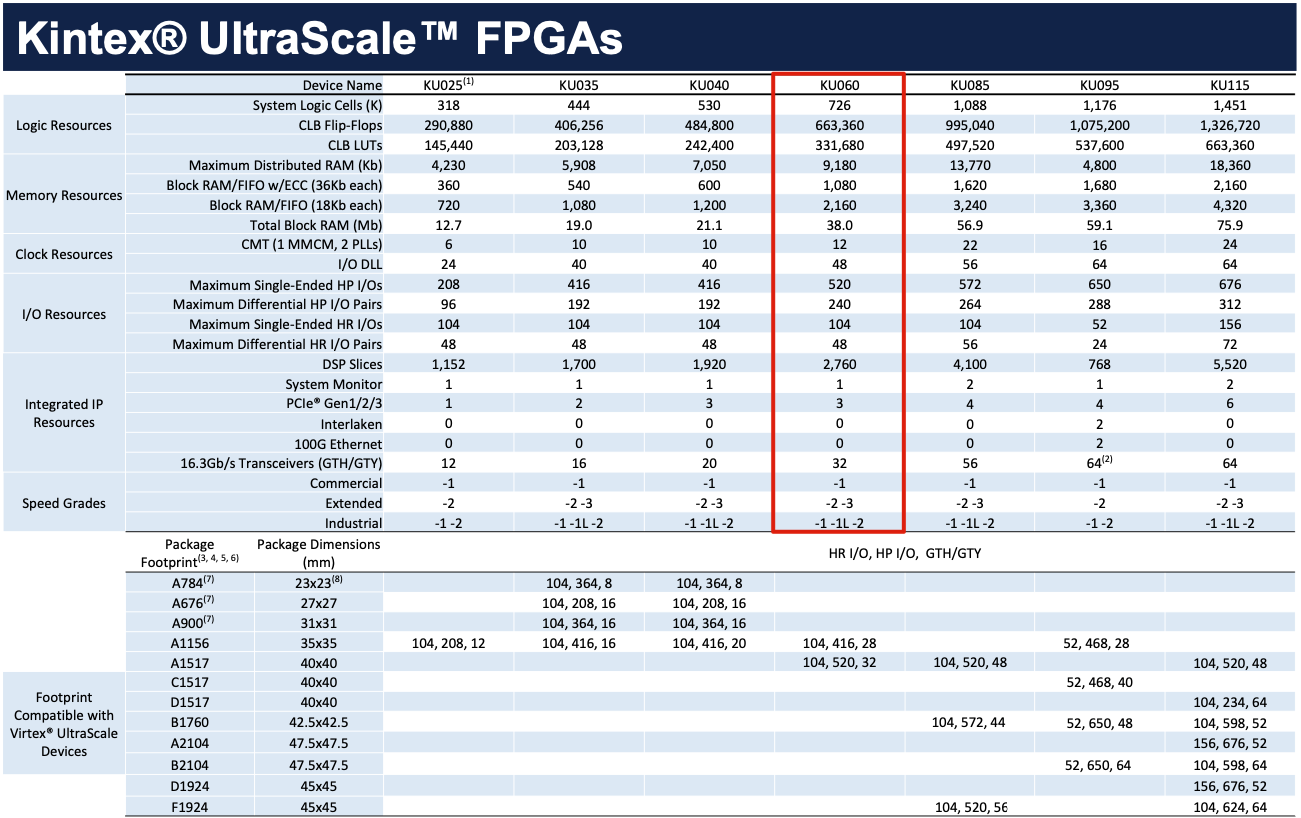 Kintex® UltraScale™ FPGAs
Device Name KU025(1) KU035 KU040 KU060 KU085 KU095 KU115
Logic Resources
System Logic Cells (K) 318 444 530 726 1,088 1,176 1,451
CLB Flip-Flops 290,880 406,256 484,800 663,360 995,040 1,075,200 1,326,720
CLB LUTs 145,440 203,128 242,400 331,680 497,520 537,600 663,360
Memory Resources
Maximum Distributed RAM (Kb) 4,230 5,908 7,050 9,180 13,770 4,800 18,360
Block RAM/FIFO w/ECC (36Kb each) 360 540 600 1,080 1,620 1,680 2,160
Block RAM/FIFO (18Kb each) 720 1,080 1,200 2,160 3,240 3,360 4,320
Total Block RAM (Mb) 12.7 19.0 21.1 38.0 56.9 59.1 75.9
Clock Resources
CMT (1 MMCM, 2 PLLs) 6 10 10 12 22 16 24
I/O DLL 24 40 40 48 56 64 64
I/O Resources
Maximum Single-Ended HP I/Os 208 416 416 520 572 650 676
Maximum Differential HP I/O Pairs 96 192 192 240 264 288 312
Maximum Single-Ended HR I/Os 104 104 104 104 104 52 156
Maximum Differential HR I/O Pairs 48 48 48 48 56 24 72
Integrated IP
Resources
DSP Slices 1,152 1,700 1,920 2,760 4,100 768 5,520
System Monitor 1 1 1 1 2 1 2
PCIe® Gen1/2/3 1 2 3 3 4 4 6
Interlaken 0 0 0 0 0 2 0
100G Ethernet 0 0 0 0 0 2 0
16.3Gb/s Transceivers (GTH/GTY) 12 16 20 32 56 64(2) 64
Speed Grades
Commercial -1 -1 -1 -1 -1 -1 -1
Extended -2 -2 -3 -2 -3 -2 -3 -2 -3 -2 -2 -3
Industrial -1 -2 -1 -1L -2 -1 -1L -2 -1 -1L -2 -1 -1L -2 -1 -2 -1 -1L -2
Package
Footprint(3, 4, 5, 6)
Package Dimensions
(mm)
HR I/O, HP I/O, GTH/GTY
A784(7) 23x23(8) 104, 364, 8 104, 364, 8
A676(7) 27x27 104, 208, 16 104, 208, 16
A900(7) 31x31 104, 364, 16 104, 364, 16
A1156 35x35 104, 208, 12 104, 416, 16 104, 416, 20 104, 416, 28 52, 468, 28
A1517 40x40 104, 520, 32 104, 520, 48 104, 520, 48
Footprint
Compatible with
Virtex® UltraScale
Devices
C1517 40x40 52, 468, 40
D1517 40x40 104, 234, 64
B1760 42.5x42.5 104, 572, 44 52, 650, 48 104, 598, 52
A2104 47.5x47.5 156, 676, 52
B2104 47.5x47.5 52, 650, 64 104, 598, 64
D1924 45x45 156, 676, 52
F1924 45x45 104, 520, 56 104, 624, 64